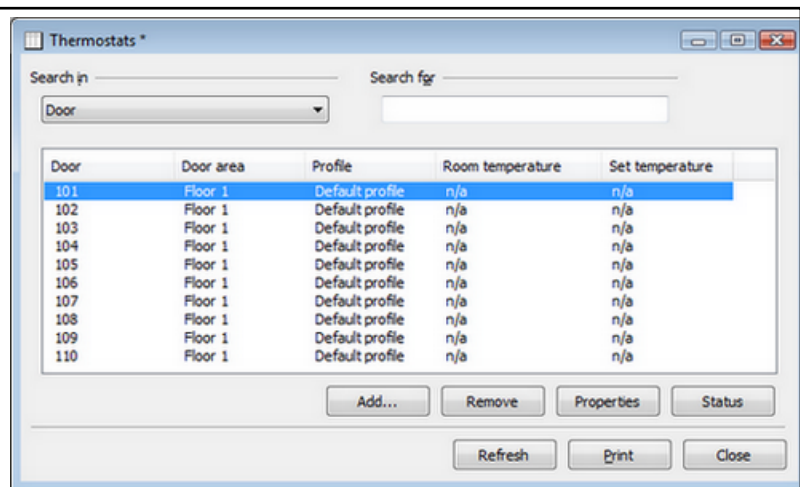 Thermostats *
Search in Search for
Door
Door Door area Profile Room temperature Set temperature
101 Floor 1 Default profile n/a n/a
102 Floor 1 Default profile n/a n/a
103 Floor 1 Default profile n/a n/a
104 Floor 1 Default profile n/a n/a
105 Floor 1 Default profile n/a n/a
106 Floor 1 Default profile n/a n/a
107 Floor 1 Default profile n/a n/a
108 Floor 1 Default profile n/a n/a
109 Floor 1 Default profile n/a n/a
110 Floor 1 Default profile n/a n/a
Add... Remove Properties Status
Refresh Print Close